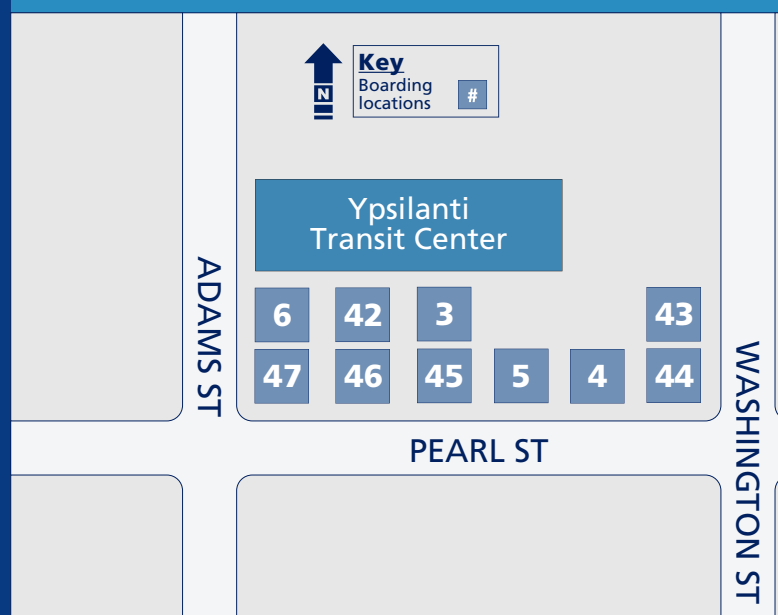 Key
Boarding
locations
#
N
Ypsilanti
Transit Center
ADAMS ST
6 42 3 43
47 46 45 5 4 44
PEARL ST
WASHINGTON ST